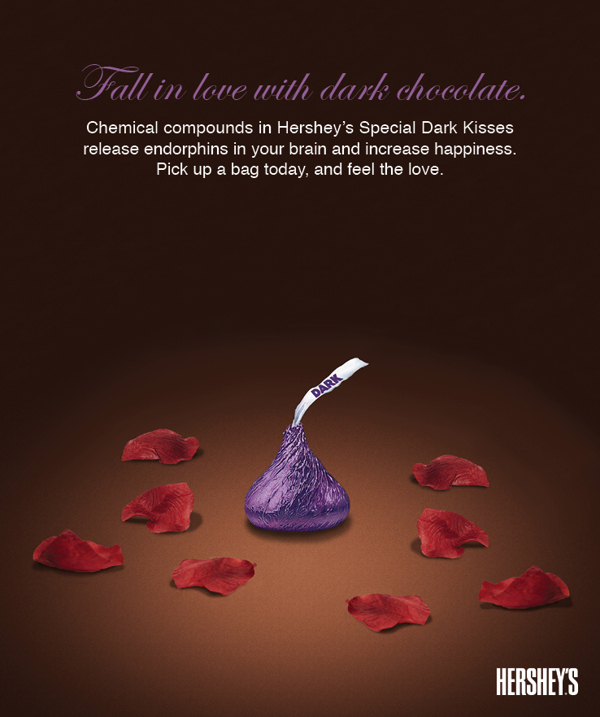 Fall in love with dark chocolate.
Chemical compounds in Hershey's Special Dark Kisses
release endorphins in your brain and increase happiness.
Pick up a bag today, and feel the love.
DARK
HERSHEY'S